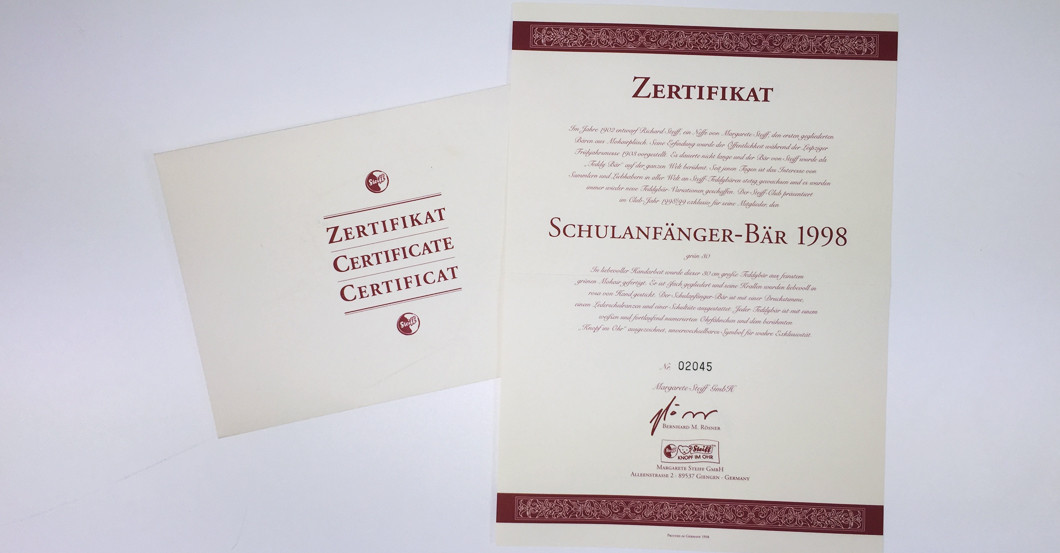 Steiff
ZERTIFIKAT
CERTIFICATE
CERTIFICAT
Steiff
ZERTIFIKAT
Im Jahre 1902 entwarf Richard Steiff, ein Neffe von Margarete Steiff, den ersten gegliederten
Bären aus Mohairplüsch. Seine Erfindung wurde der Öffentlichkeit während der Leipziger
Frühjahrsmesse 1903 vorgestellt. Es dauerte nicht lange und der Bär von Steiff wurde als
"Teddy Bär" auf der ganzen Welt berühmt. Seit jenen Tagen ist das Interesse von
Sammlern und Liebhabern in aller Welt an Steiff-Teddybären stetig gewachsen und es wurden
immer wieder neue Teddybär-Variationen geschaffen. Der Steiff Club präsentiert
im Club-Jahr 1998/99 exklusiv für seine Mitglieder, den
SCHULANFÄNGER-BÄR 1998
grün 30
In liebevoller Handarbeit wurde dieser 30 cm große Teddybär aus feinstem
grünen Mohair gefertigt. Er ist 5fach gegliedert und seine Krallen wurden liebevoll in
rosa von Hand gestickt. Der Schulanfänger-Bär ist mit einer Druckstimme,
einem Lederschulranzen und einer Schultüte ausgestattet. Jeder Teddybär ist mit einem
weißen und fortlaufend numerierten Ohrfähnchen und dem berühmten
"Knopf im Ohr" ausgezeichnet, unverwechselbares Symbol für wahre Exklusivität.
Nr. 02045
Margarete Steiff GmbH
BERNHARD M. RÖSNER
Steiff
KNOPF IM OHR
MARGARETE STEIFF GMBH
ALLEENSTRASSE 2 · 89537 GIENGEN · GERMANY
PRINTED IN GERMANY 1998